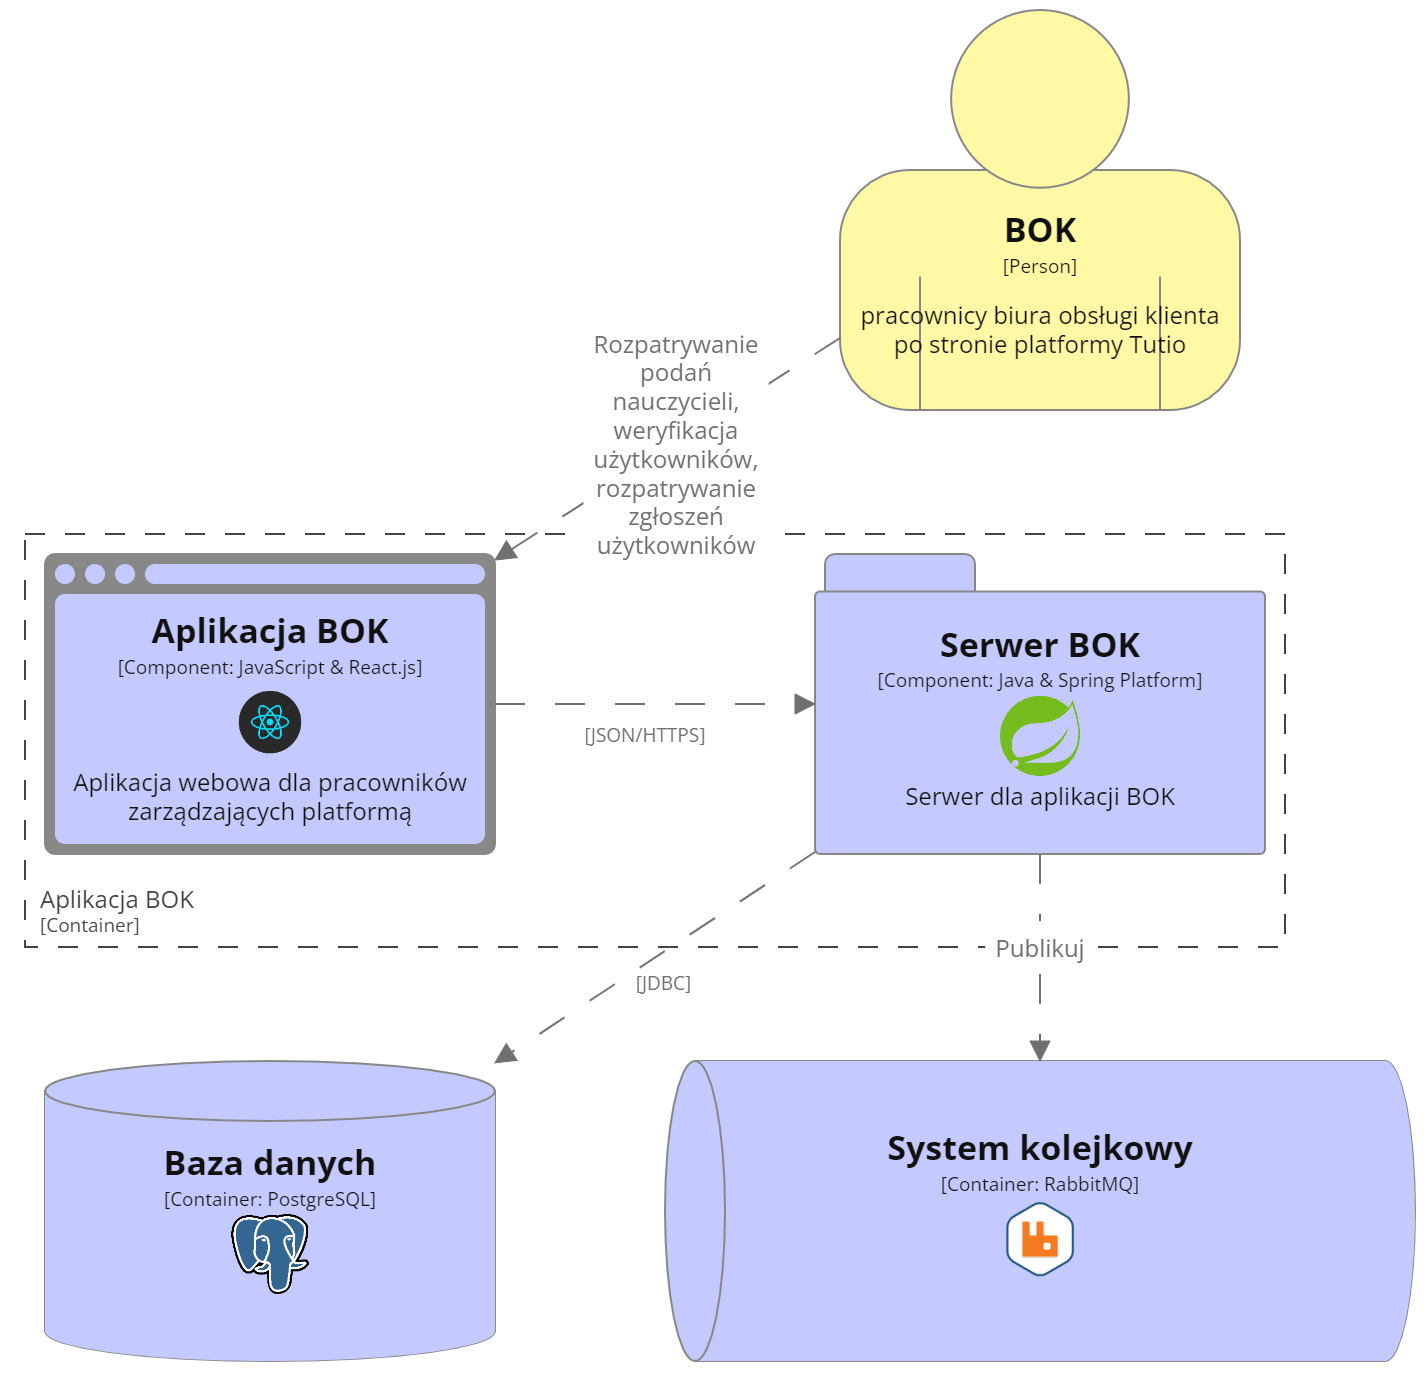 BOK
[Person]
pracownicy biura obsługi klienta
po stronie platformy Tutio
Rozpatrywanie
podań
nauczycieli,
weryfikacja
użytkowników,
rozpatrywanie
zgłoszeń
użytkowników
Aplikacja BOK
[Component: JavaScript & React.js]
Aplikacja webowa dla pracowników
zarządzających platformą
[JSON/HTTPS]
Serwer BOK
[Component: Java & Spring Platform]
Serwer dla aplikacji BOK
Aplikacja BOK
[Container]
Publikuj
[JDBC]
Baza danych
[Container: PostgreSQL]
System kolejkowy
[Container: RabbitMQ]